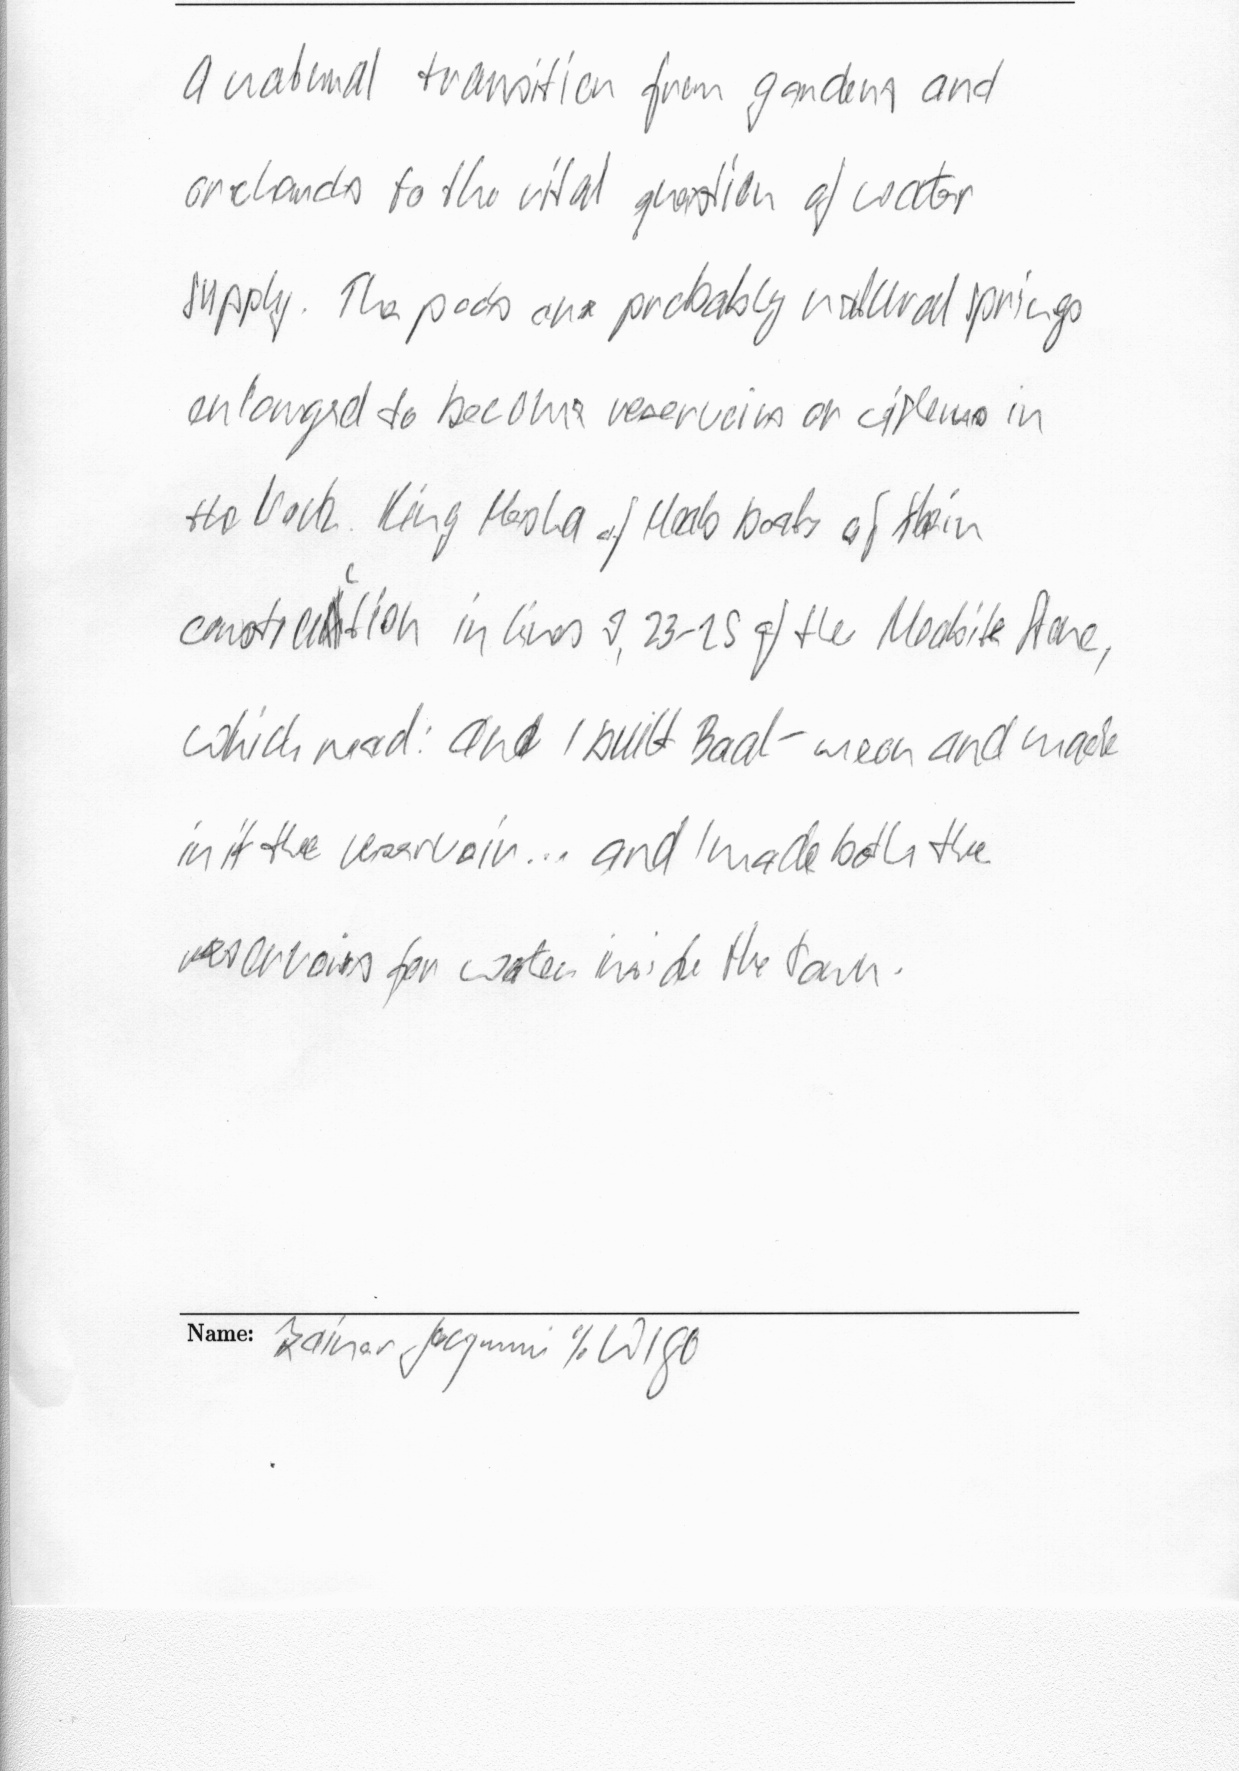 A natural transition from gardens and
orchards to the vital question of water
supply. The pools are probably natural springs
enlarged to become reservoirs or cisterns in
the rock. King Mesha of Moab boasts of their
construction in lines 9, 23-25 of the Moabite Stone,
which read: and I built Baal-meon and made
in it the reservoir... and I made both the
reservoirs for water inside the town.
Name: Rainer